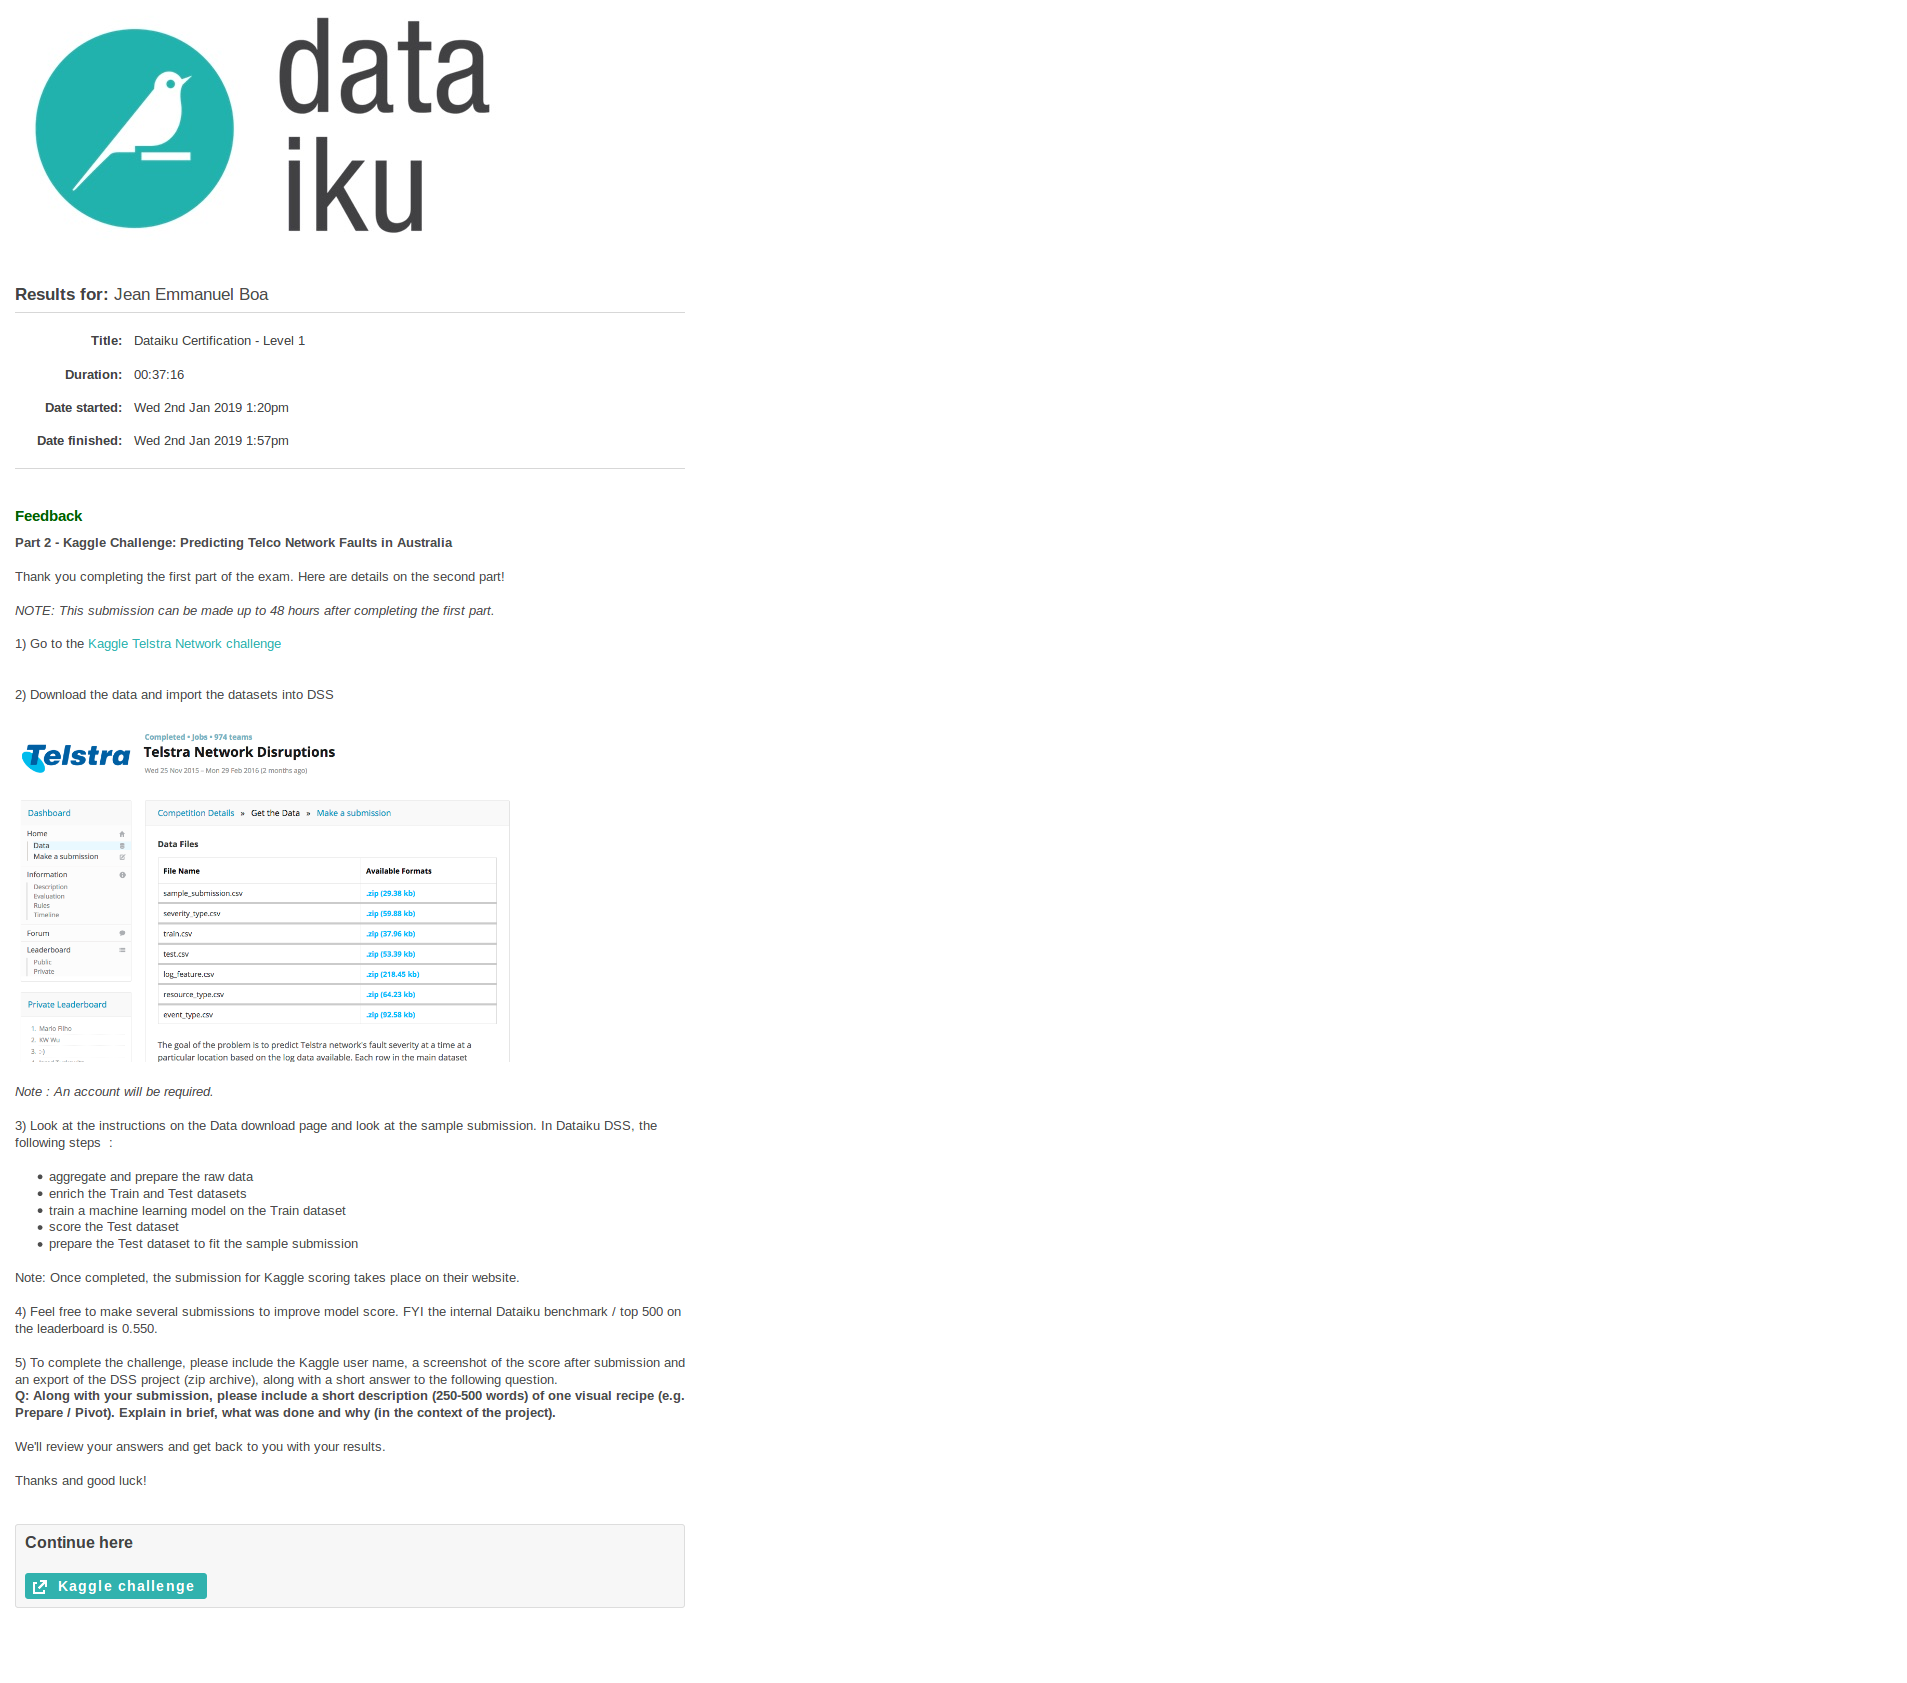 data
iku
Results for: Jean Emmanuel Boa
Title: Dataiku Certification - Level 1
Duration: 00:37:16
Date started: Wed 2nd Jan 2019 1:20pm
Date finished: Wed 2nd Jan 2019 1:57pm
Feedback
Part 2 - Kaggle Challenge: Predicting Telco Network Faults in Australia
Thank you completing the first part of the exam. Here are details on the second part!
NOTE: This submission can be made up to 48 hours after completing the first part.
1) Go to the Kaggle Telstra Network challenge
2) Download the data and import the datasets into DSS
Telstra
Completed • Jobs • 974 teams
Telstra Network Disruptions
Wed 25 Nov 2015 – Mon 29 Feb 2016 (2 months ago)
Dashboard
Home
Data
Make a submission
Information
Description
Evaluation
Rules
Timeline
Forum
Leaderboard
Public
Private
Private Leaderboard
1. Mario Filho
2. KW Wu
3. :-)
Competition Details » Get the Data » Make a submission
Data Files
File Name Available Formats
sample_submission.csv .zip (29.38 kb)
severity_type.csv .zip (59.88 kb)
train.csv .zip (37.96 kb)
test.csv .zip (53.39 kb)
log_feature.csv .zip (218.45 kb)
resource_type.csv .zip (64.23 kb)
event_type.csv .zip (92.58 kb)
The goal of the problem is to predict Telstra network's fault severity at a time at a
particular location based on the log data available. Each row in the main dataset
Note : An account will be required.
3) Look at the instructions on the Data download page and look at the sample submission. In Dataiku DSS, the
following steps  :
• aggregate and prepare the raw data
• enrich the Train and Test datasets
• train a machine learning model on the Train dataset
• score the Test dataset
• prepare the Test dataset to fit the sample submission
Note: Once completed, the submission for Kaggle scoring takes place on their website.
4) Feel free to make several submissions to improve model score. FYI the internal Dataiku benchmark / top 500 on
the leaderboard is 0.550.
5) To complete the challenge, please include the Kaggle user name, a screenshot of the score after submission and
an export of the DSS project (zip archive), along with a short answer to the following question.
Q: Along with your submission, please include a short description (250-500 words) of one visual recipe (e.g.
Prepare / Pivot). Explain in brief, what was done and why (in the context of the project).
We'll review your answers and get back to you with your results.
Thanks and good luck!
Continue here
Kaggle challenge